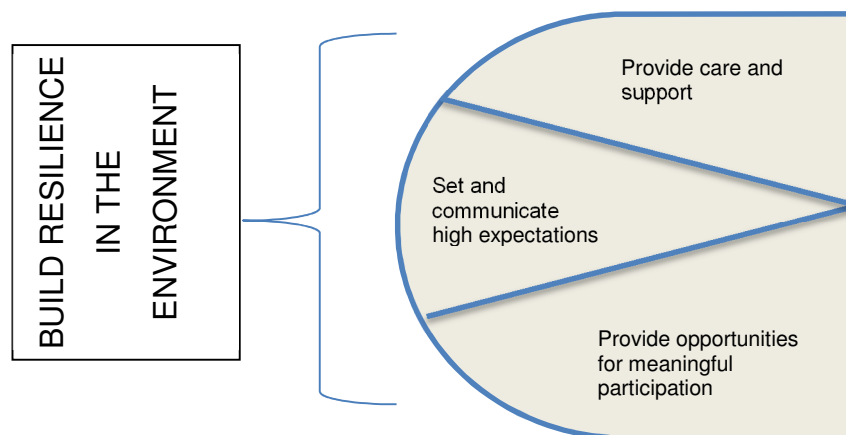 BUILD RESILIENCE
IN THE
ENVIRONMENT
Provide care and
support
Set and
communicate
high expectations
Provide opportunities
for meaningful
participation